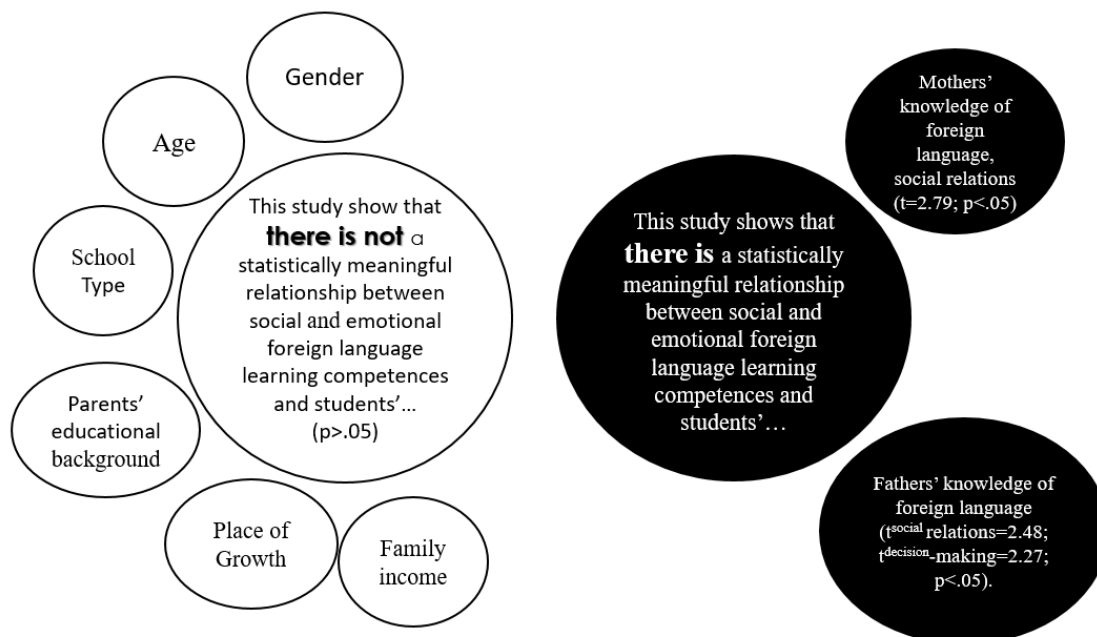 Gender
Age
School
Type
Parents’
educational
background
Place of
Growth
Family
income
This study show that
there is not a
statistically meaningful
relationship between
social and emotional
foreign language
learning competences
and students’...
(p>.05)
This study shows that
there is a statistically
meaningful relationship
between social and
emotional foreign
language learning
competences and
students’...
Mothers’
knowledge of
foreign
language,
social relations
(t=2.79; p<.05)
Fathers’ knowledge of
foreign language
(tsocial relations=2.48;
tdecision-making=2.27;
p<.05).